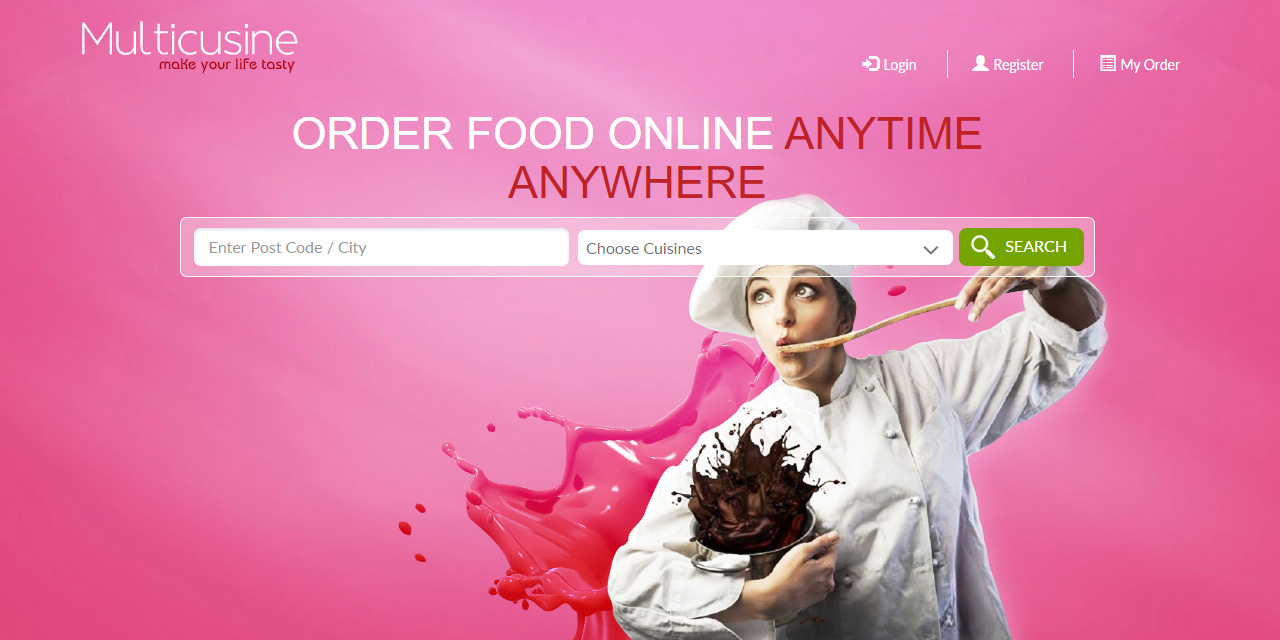 Multicusine
make your life tasty
Login
Register
My Order
ORDER FOOD ONLINE ANYTIME
ANYWHERE
Enter Post Code / City
Choose Cuisines
SEARCH